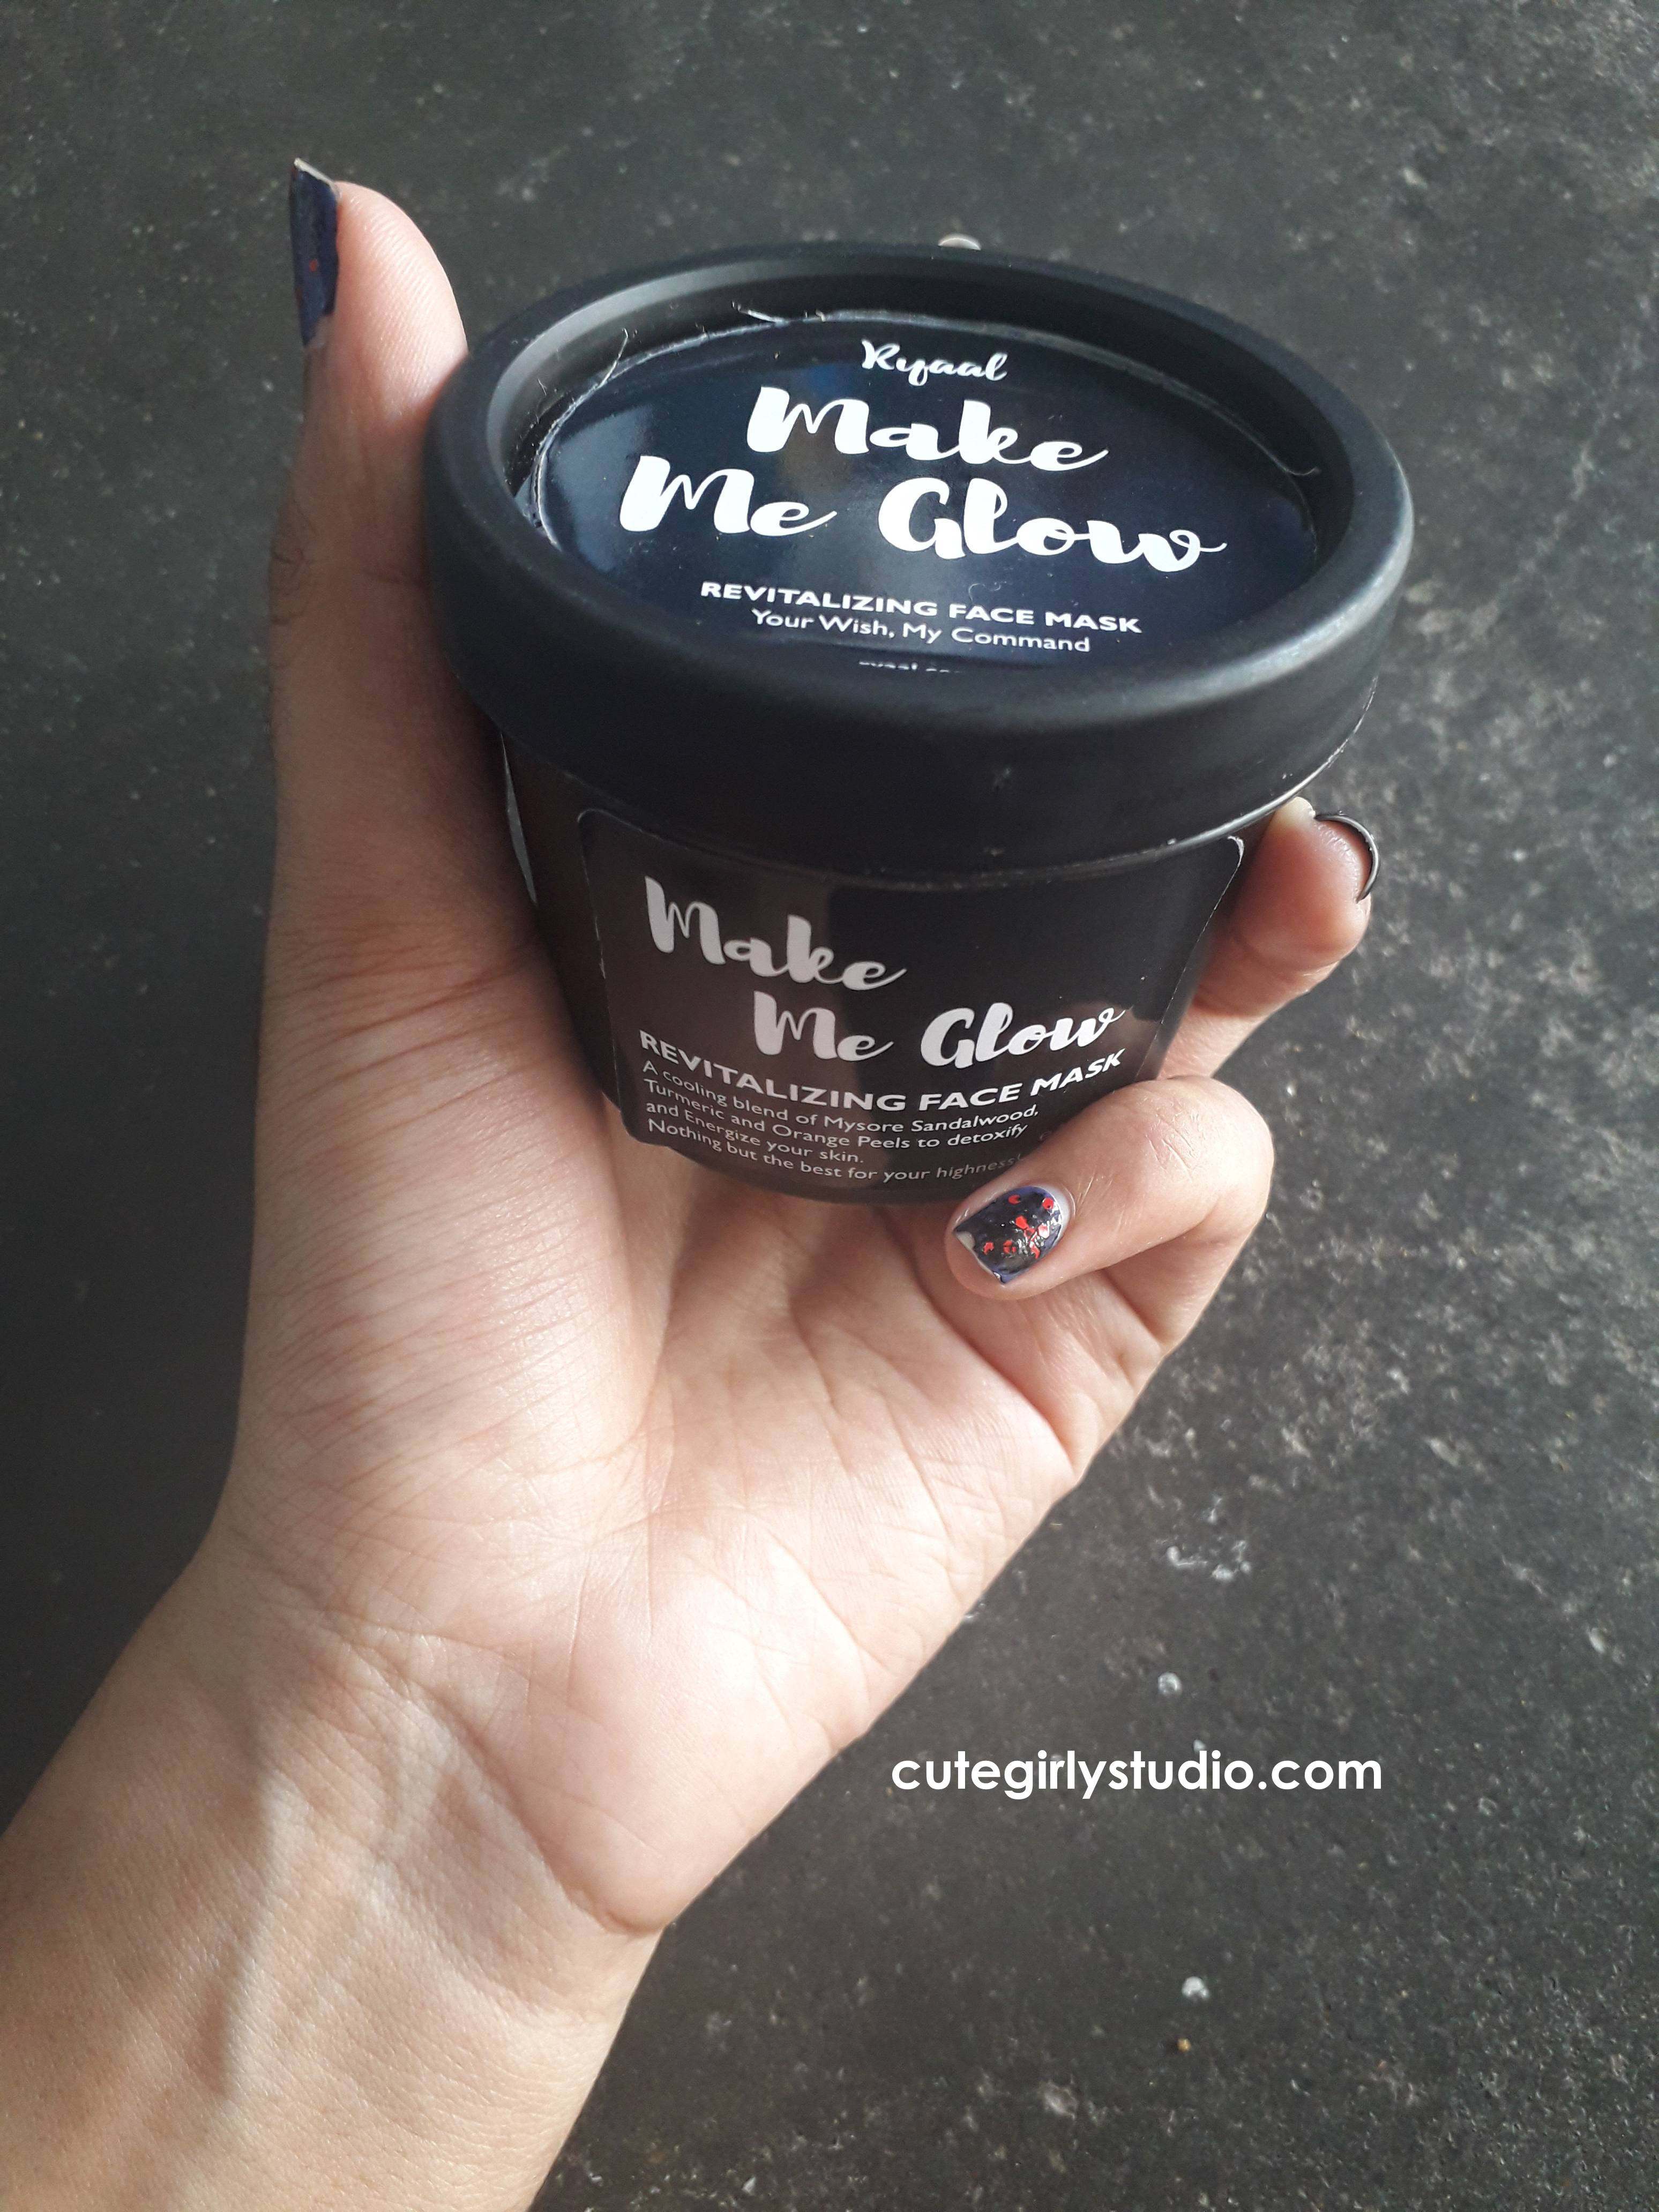 Ryaal
Make
Me Glow
REVITALIZING FACE MASK
Your Wish, My Command
Make
Me Glow
REVITALIZING FACE MASK
A cooling blend of Mysore Sandalwood,
Turmeric and Orange Peels to detoxify
and Energize your skin.
Nothing but the best for your highness!
cutegirlystudio.com